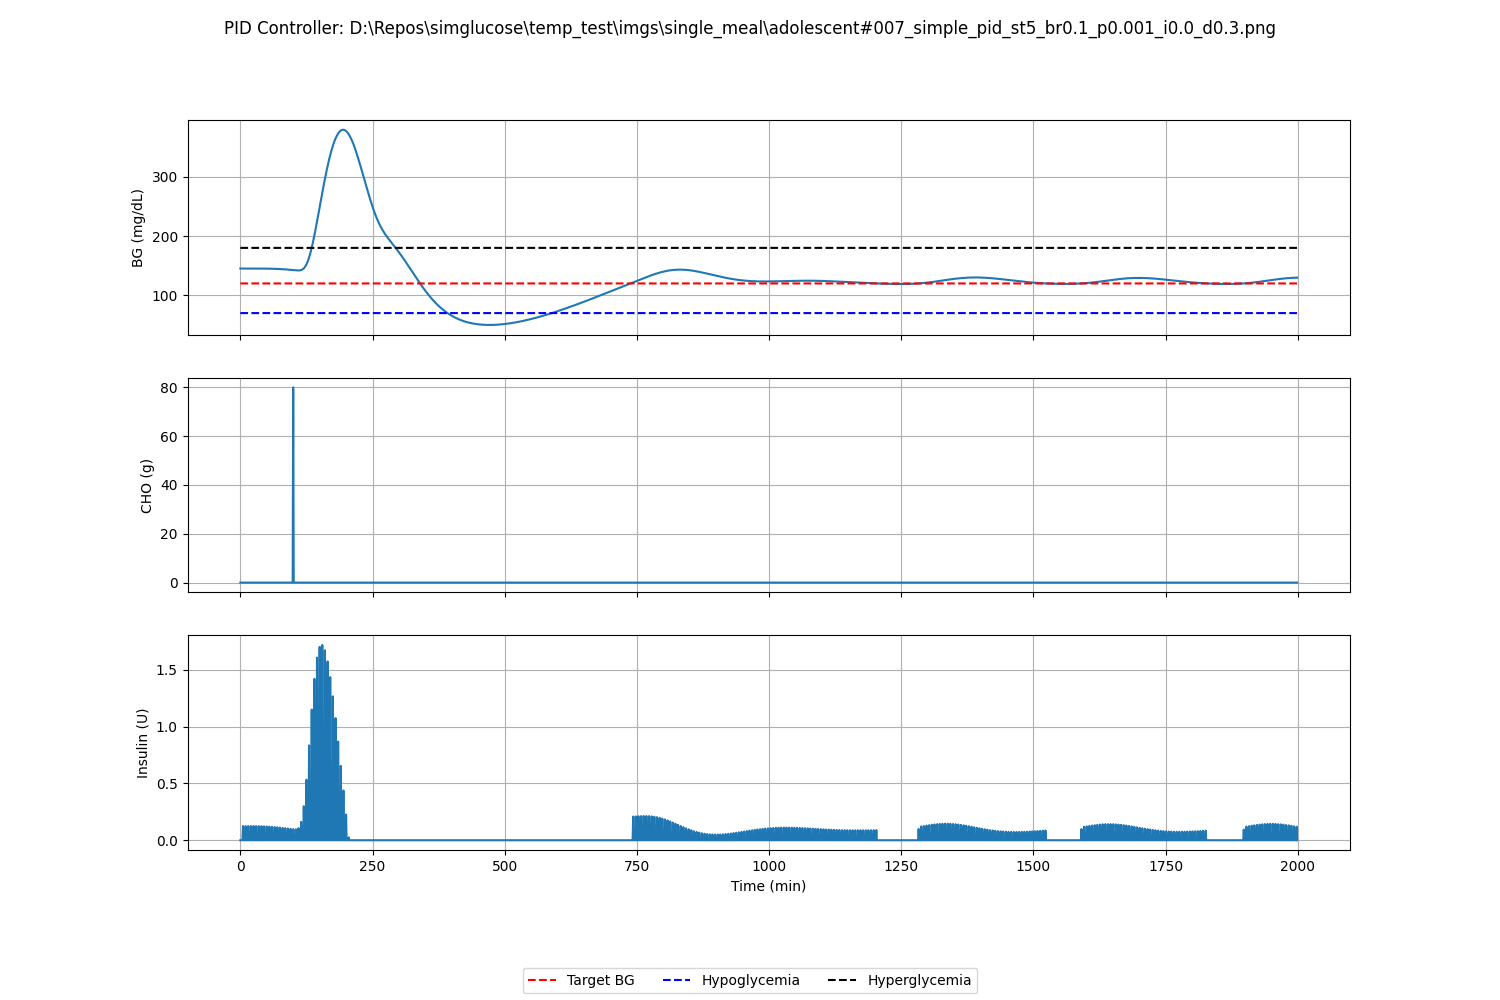 PID Controller: D:\Repos\simglucose\temp_test\imgs\single_meal\adolescent#007_simple_pid_st5_br0.1_p0.001_i0.0_d0.3.png
300
200
100
BG (mg/dL)
80
60
40
20
0
CHO (g)
1.5
1.0
0.5
0.0
Insulin (U)
0 250 500 750 1000 1250 1500 1750 2000
Time (min)
Target BG Hypoglycemia Hyperglycemia